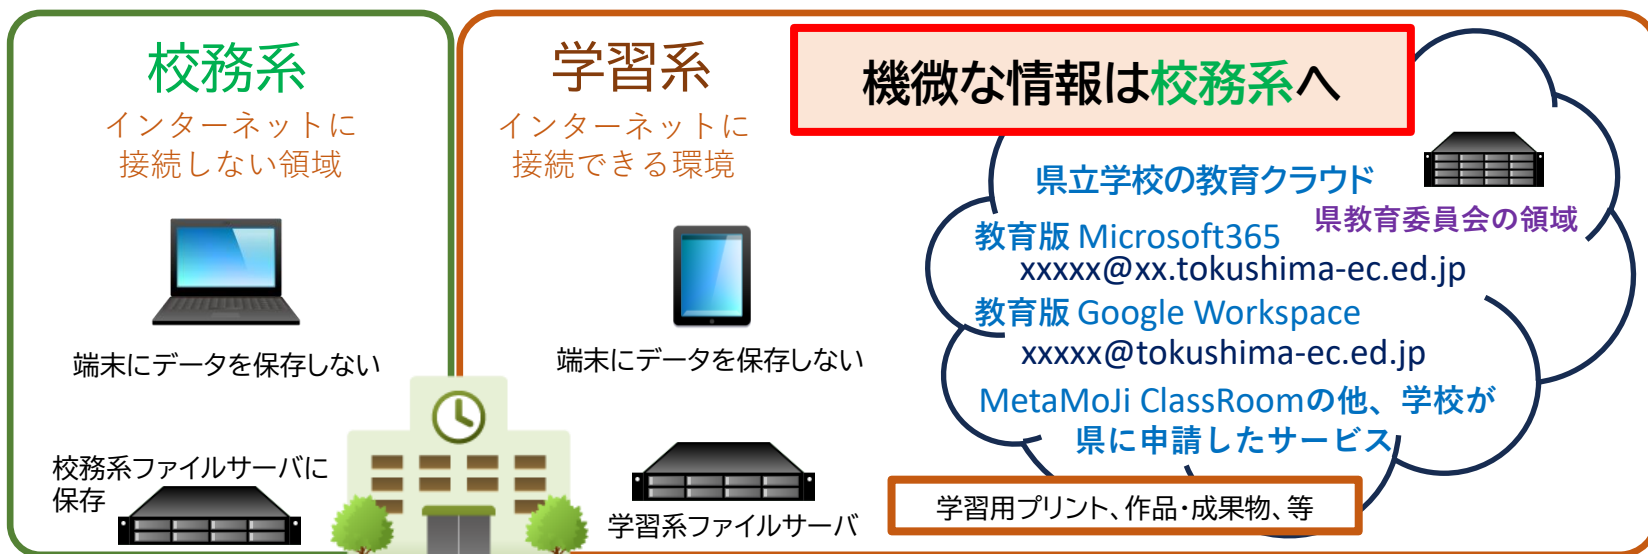 校務系
インターネットに
接続しない領域
端末にデータを保存しない
校務系ファイルサーバに
保存
学習系
インターネットに
接続できる環境
端末にデータを保存しない
学習系ファイルサーバ
機微な情報は校務系へ
県立学校の教育クラウド
県教育委員会の領域
教育版 Microsoft365
xxxxx@xx.tokushima-ec.ed.jp
教育版 Google Workspace
xxxxx@tokushima-ec.ed.jp
MetaMoJi ClassRoomの他、学校が
県に申請したサービス
学習用プリント、作品・成果物、等